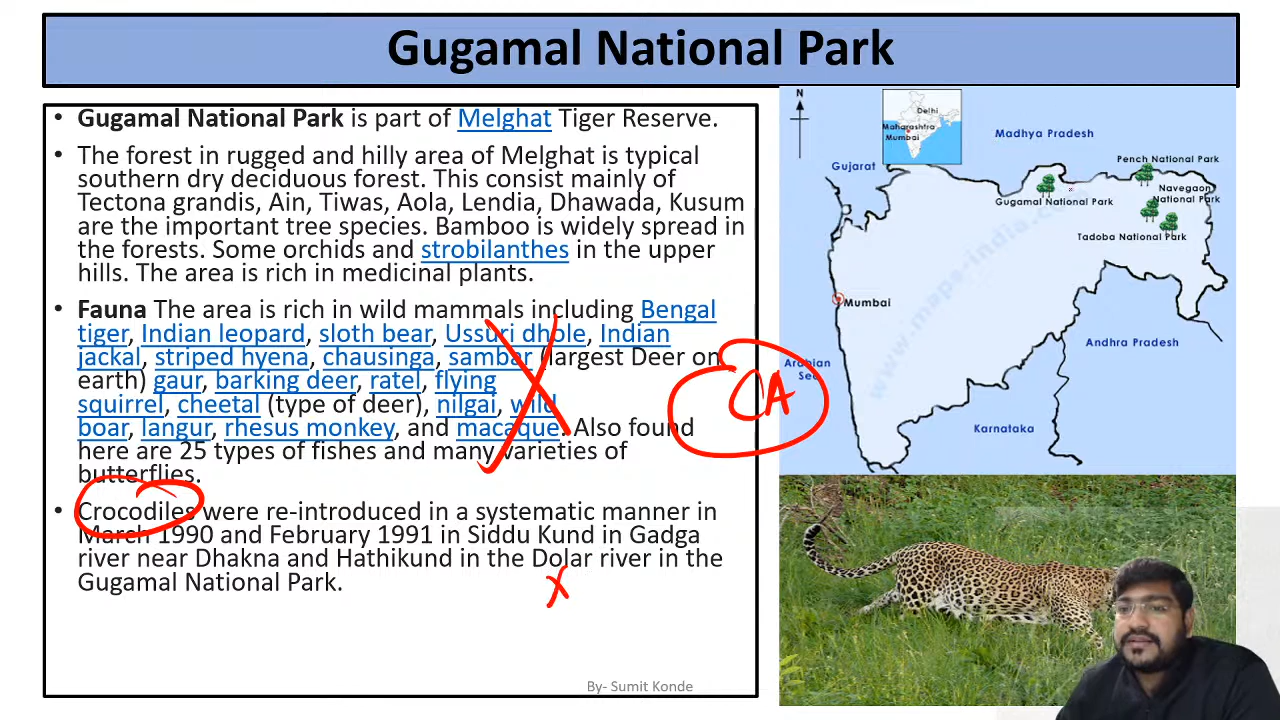 Gugamal National Park
• Gugamal National Park is part of Melghat Tiger Reserve.
• The forest in rugged and hilly area of Melghat is typical
southern dry deciduous forest. This consist mainly of
Tectona grandis, Ain, Tiwas, Aola, Lendia, Dhawada, Kusum
are the important tree species. Bamboo is widely spread in
the forests. Some orchids and strobilanthes in the upper
hills. The area is rich in medicinal plants.
• Fauna The area is rich in wild mammals including Bengal
tiger, Indian leopard, sloth bear, Ussuri dhole, Indian
jackal, striped hyena, chausinga, sambar (largest Deer on
earth) gaur, barking deer, ratel, flying
squirrel, cheetal (type of deer), nilgai, wild
boar, langur, rhesus monkey, and macaque. Also found
here are 25 types of fishes and many varieties of
butterflies.
• Crocodiles were re-introduced in a systematic manner in
March 1990 and February 1991 in Siddu Kund in Gadga
river near Dhakna and Hathikund in the Dolar river in the
Gugamal National Park.
By- Sumit Konde
CA
N
Delhi
Maharashtra
Mumbai
Madhya Pradesh
Gujarat
Pench National Park
Gugamal National Park
Navegaon
National Park
Tadoba National Park
Mumbai
Andhra Pradesh
Arabian
Sea
Karnataka
www.maps-india.com